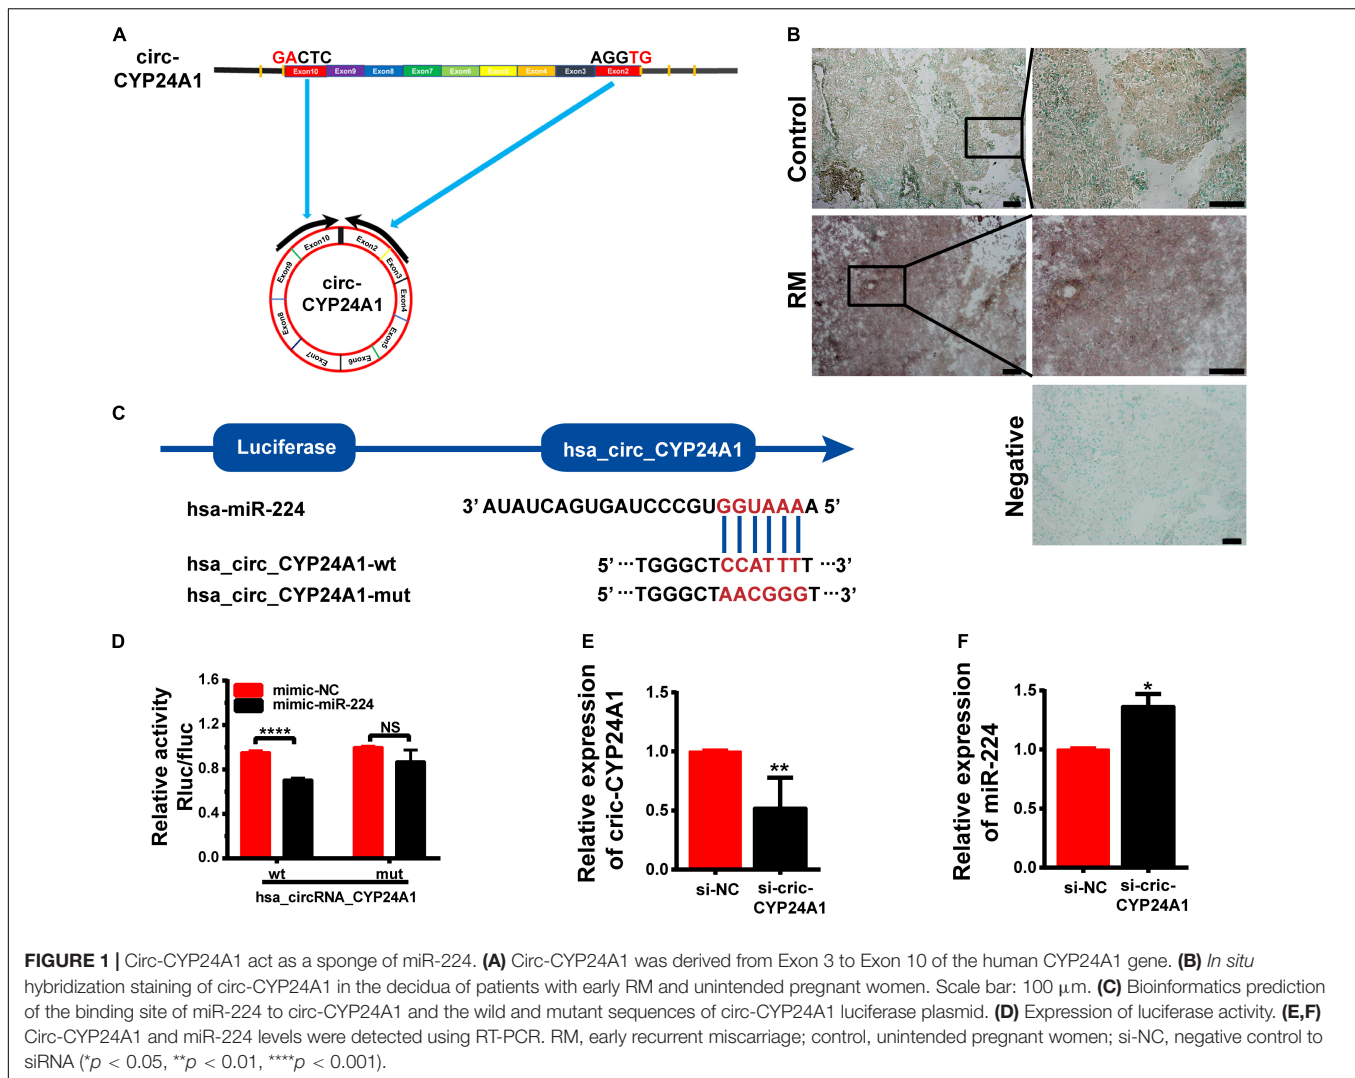 A
circ-
CYP24A1
GACTC
AGGTG
Exon10 Exon9 Exon8 Exon7 Exon6 Exon4 Exon3 Exon2
Exon10 Exon2 Exon3 Exon4 Exon5 Exon6 Exon7 Exon8 Exon9
circ-
CYP24A1
B
Control
RM
Negative
C
Luciferase
hsa_circ_CYP24A1
hsa-miR-224
3’ AUAUCAGUGAUCCCGUGGUAAAA 5’
hsa_circ_CYP24A1-wt
5’ ···TGGGCTCCATTTT ···3’
hsa_circ_CYP24A1-mut
5’ ···TGGGCTAACGGGT···3’
D
Relative activity
Rluc/fluc
1.6
1.2
0.8
0.4
0.0
mimic-NC
mimic-miR-224
****
NS
wt
mut
hsa_circRNA_CYP24A1
E
Relative expression
of cric-CYP24A1
1.5
1.0
0.5
0.0
**
si-NC
si-cric-
CYP24A1
F
Relative expression
of miR-224
1.5
1.0
0.5
0.0
*
si-NC
si-cric-
CYP24A1
FIGURE 1 | Circ-CYP24A1 act as a sponge of miR-224. (A) Circ-CYP24A1 was derived from Exon 3 to Exon 10 of the human CYP24A1 gene. (B) In situ
hybridization staining of circ-CYP24A1 in the decidua of patients with early RM and unintended pregnant women. Scale bar: 100 μm. (C) Bioinformatics prediction
of the binding site of miR-224 to circ-CYP24A1 and the wild and mutant sequences of circ-CYP24A1 luciferase plasmid. (D) Expression of luciferase activity. (E,F)
Circ-CYP24A1 and miR-224 levels were detected using RT-PCR. RM, early recurrent miscarriage; control, unintended pregnant women; si-NC, negative control to
siRNA (*p < 0.05, **p < 0.01, ****p < 0.001).